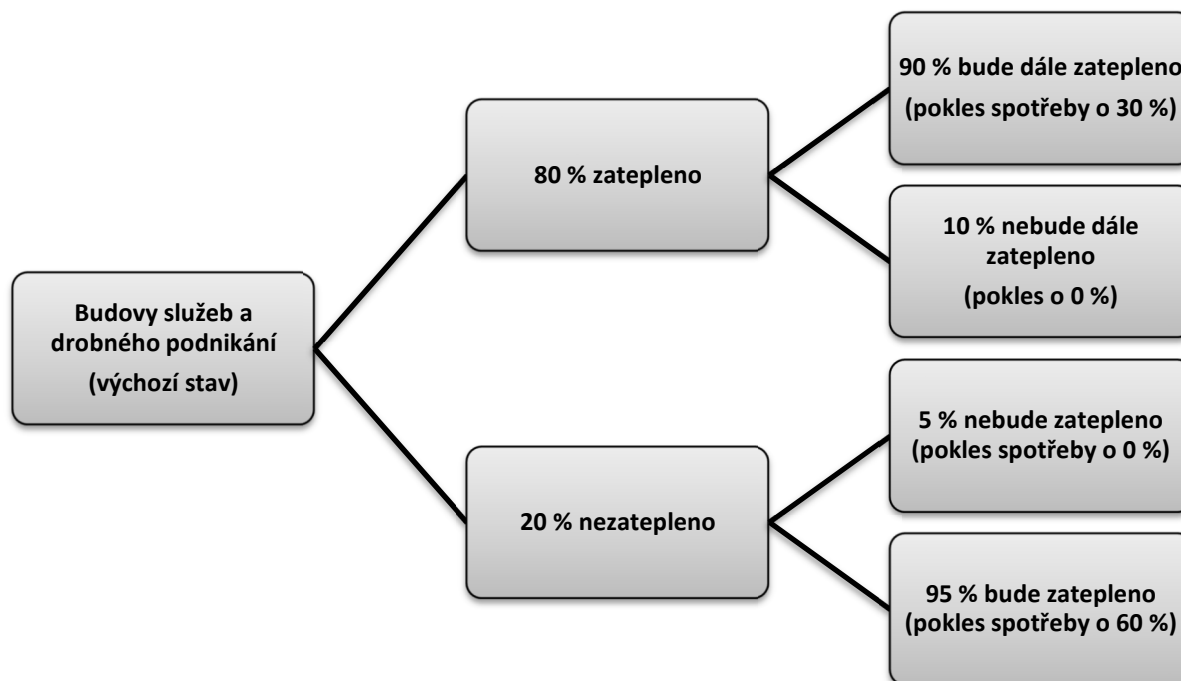 90 % bude dále zatepleno
(pokles spotřeby o 30 %)
80 % zatepleno
10 % nebude dále
zatepleno
(pokles o 0 %)
Budovy služeb a
drobného podnikání
(výchozí stav)
5 % nebude zatepleno
(pokles spotřeby o 0 %)
20 % nezatepleno
95 % bude zatepleno
(pokles spotřeby o 60 %)